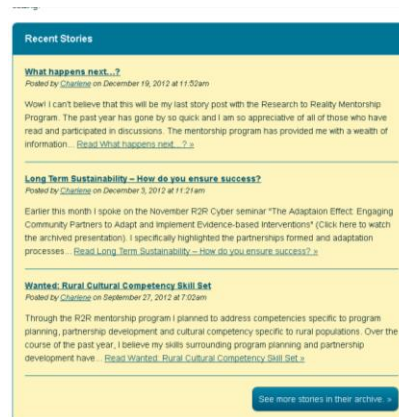 Recent Stories
What happens next...?
Posted by Charlene on December 19, 2012 at 11:52am
Wow! I can't believe that this will be my last story post with the Research to Reality Mentorship
Program. The past year has gone by so quick and I am so appreciative of all of those who have
read and participated in discussions. The mentorship program has provided me with a wealth of
information... Read What happens next...? »
Long Term Sustainability – How do you ensure success?
Posted by Charlene on December 3, 2012 at 11:21am
Earlier this month I spoke on the November R2R Cyber seminar "The Adaptaion Effect: Engaging
Community Partners to Adapt and Implement Evidence-based Interventions" (Click here to watch
the archived presentation). I specifically highlighted the partnerships formed and adaptation
processes... Read Long Term Sustainability – How do you ensure success? »
Wanted: Rural Cultural Competency Skill Set
Posted by Charlene on September 27, 2012 at 7:02am
Through the R2R mentorship program I planned to address competencies specific to program
planning, partnership development and cultural competency specific to rural populations. Over the
course of the past year, I believe my skills surrounding program planning and partnership
development have... Read Wanted: Rural Cultural Competency Skill Set »
See more stories in their archive. »